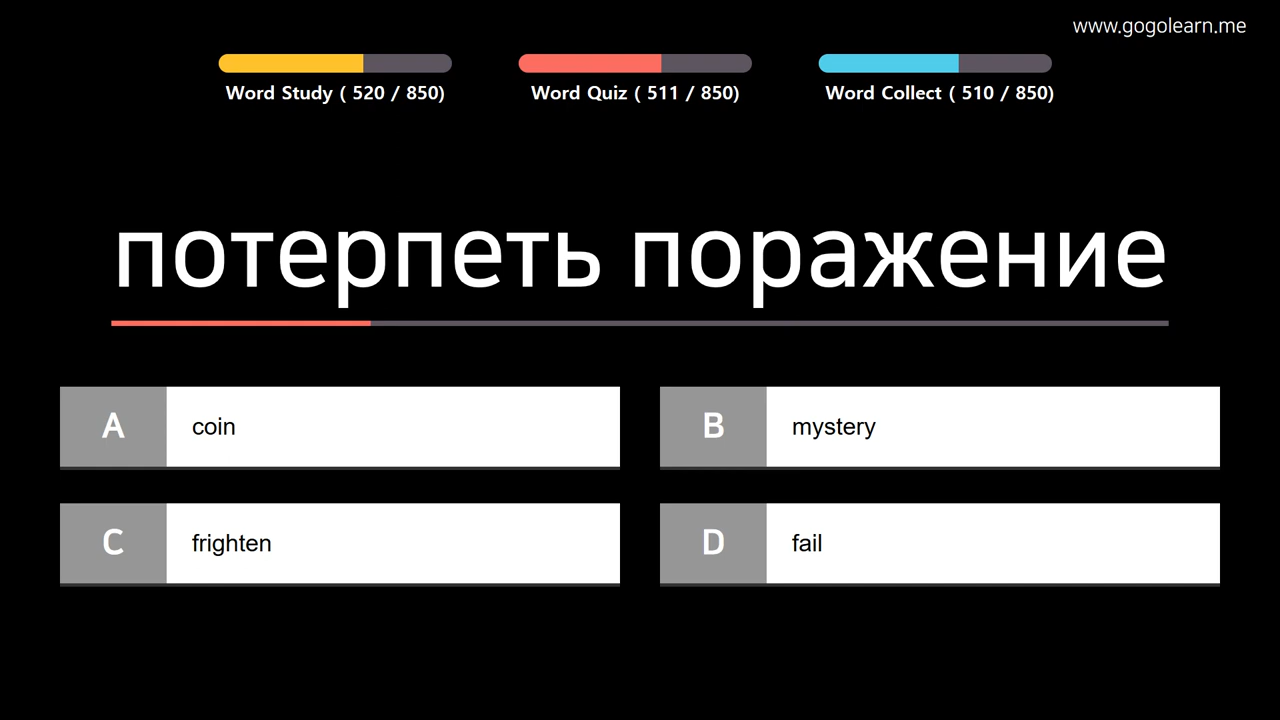 www.gogolearn.me
Word Study ( 520 / 850)
Word Quiz ( 511 / 850)
Word Collect ( 510 / 850)
потерпеть поражение
A
coin
B
mystery
C
frighten
D
fail